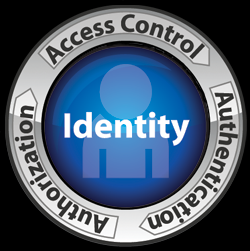 Access Control
Identity
Authentication
Authorization